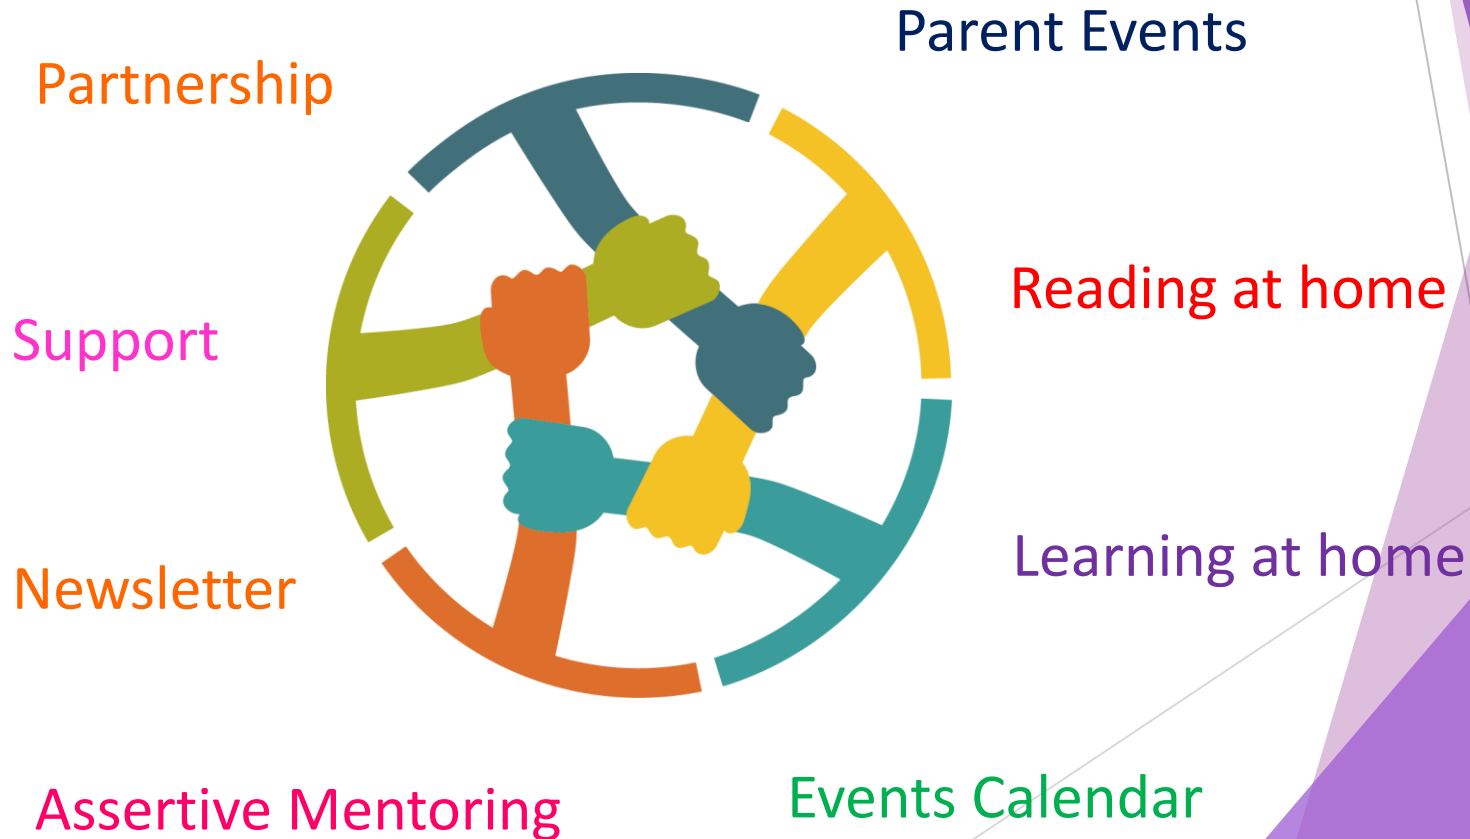 Parent Events
Partnership
Reading at home
Support
Learning at home
Newsletter
Events Calendar
Assertive Mentoring